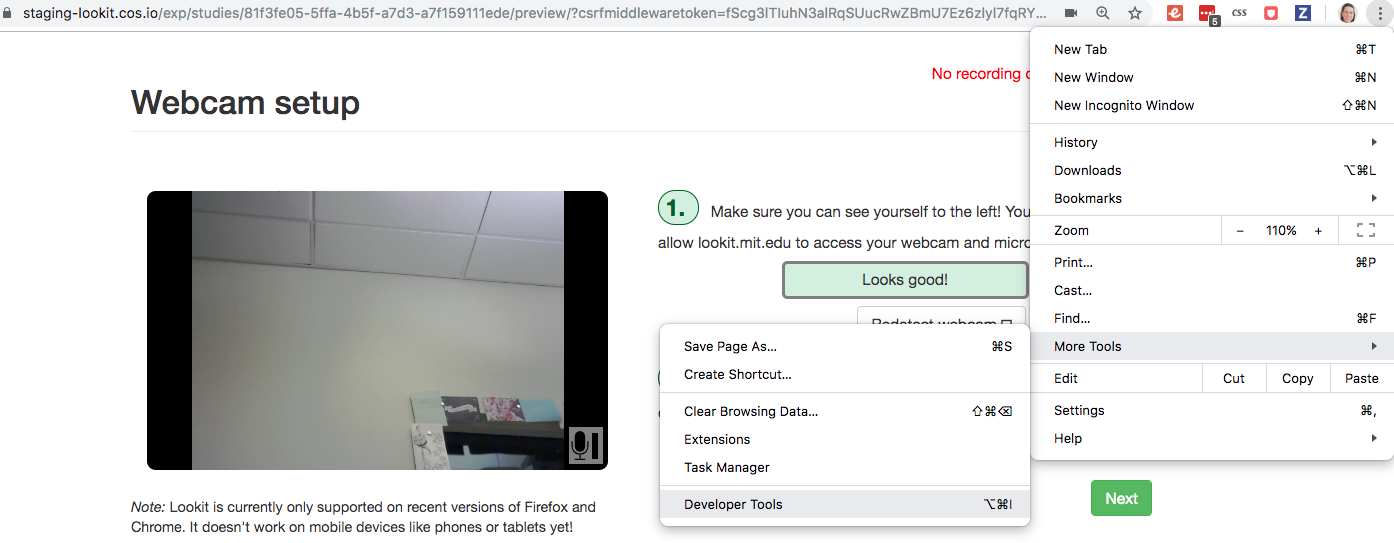 staging-lookit.cos.io/exp/studies/81f3fe05-5ffa-4b5f-a7d3-a7f159111ede/preview/?csrfmiddlewaretoken=fScg3lTIuhN3alRqSUucRwZBmU7Ez6zlyI7fqRY...
5
css
Z
Webcam setup
No recording
1. Make sure you can see yourself to the left! You
allow lookit.mit.edu to access your webcam and micro
Looks good!
Note: Lookit is currently only supported on recent versions of Firefox and
Chrome. It doesn't work on mobile devices like phones or tablets yet!
Next
New Tab ⌘T
New Window ⌘N
New Incognito Window ⇧⌘N
History
Downloads ⌥⌘L
Bookmarks
Zoom - 110% +
Print... ⌘P
Cast...
Find... ⌘F
More Tools
Edit Cut Copy Paste
Settings ⌘,
Help
Save Page As... ⌘S
Create Shortcut...
Clear Browsing Data... ⇧⌘⌫
Extensions
Task Manager
Developer Tools ⌥⌘I